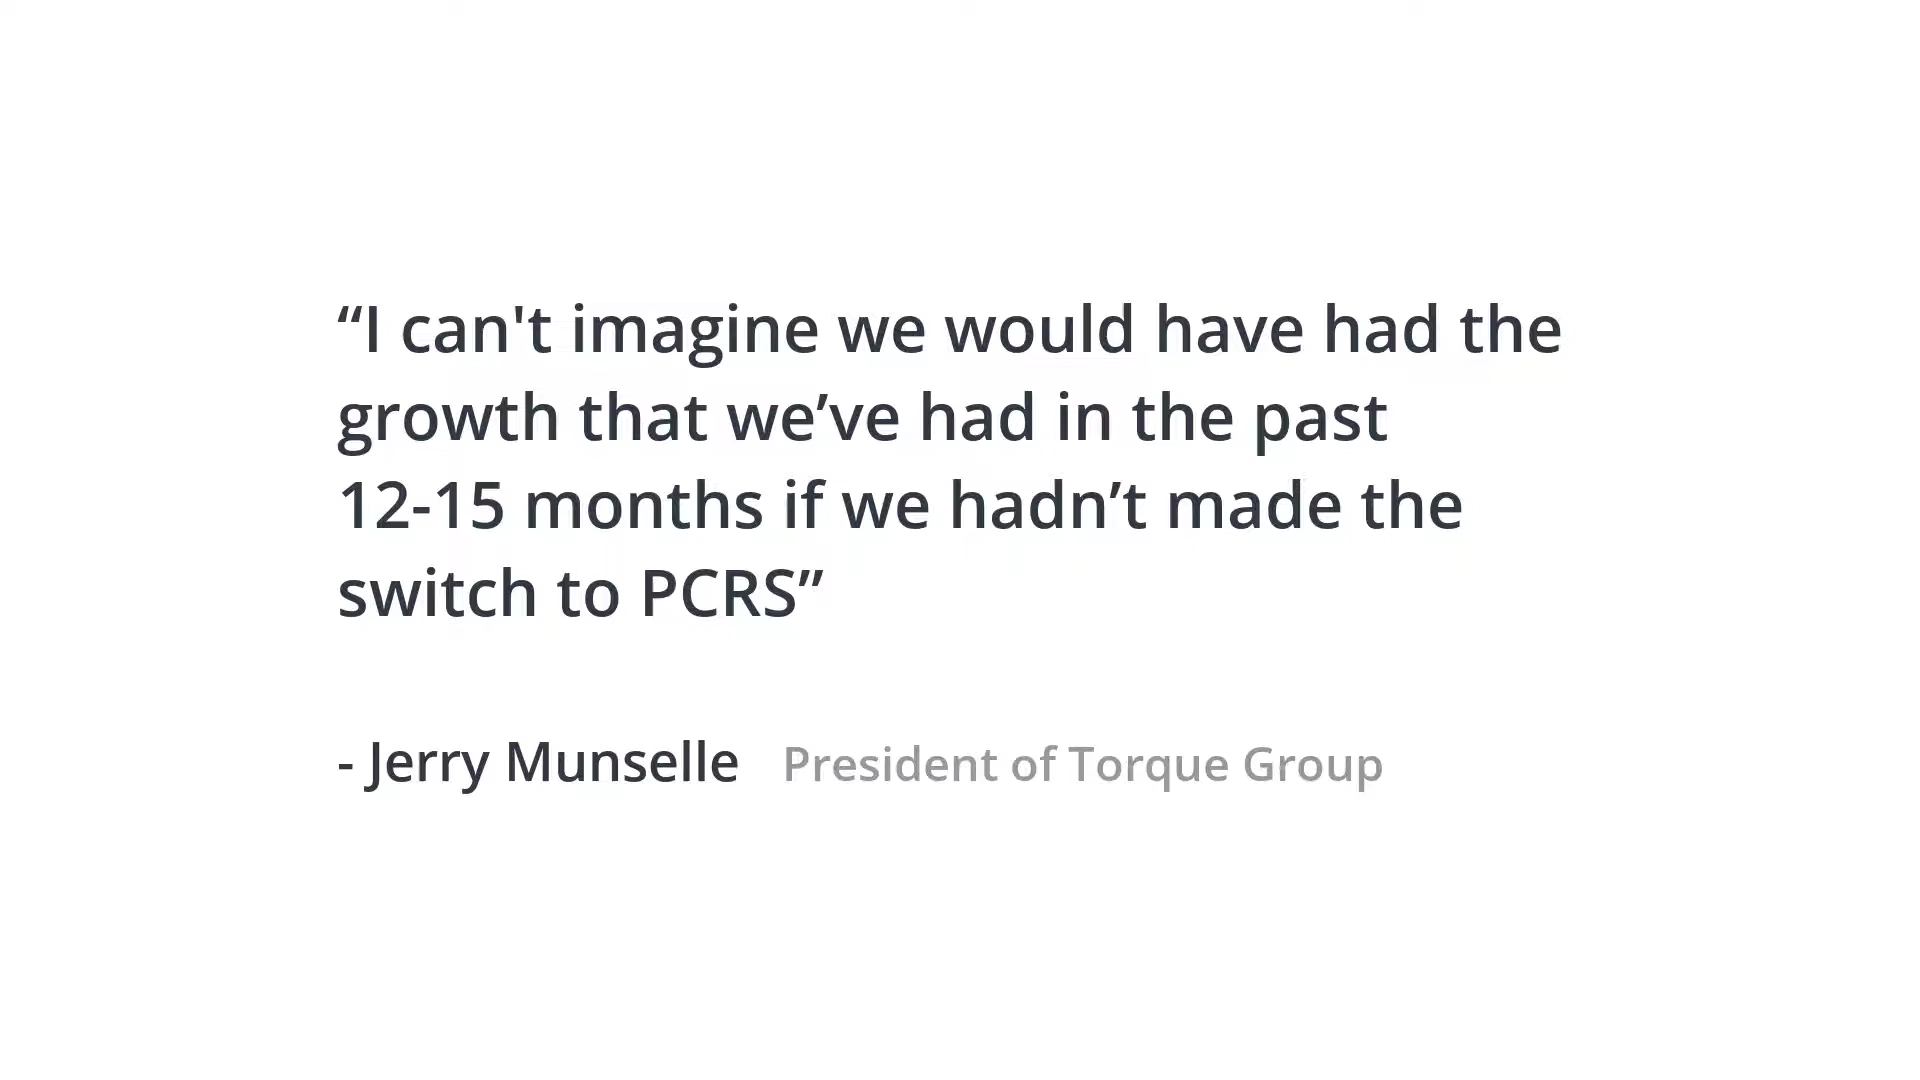 “I can't imagine we would have had the
growth that we’ve had in the past
12-15 months if we hadn’t made the
switch to PCRS”
- Jerry Munselle President of Torque Group